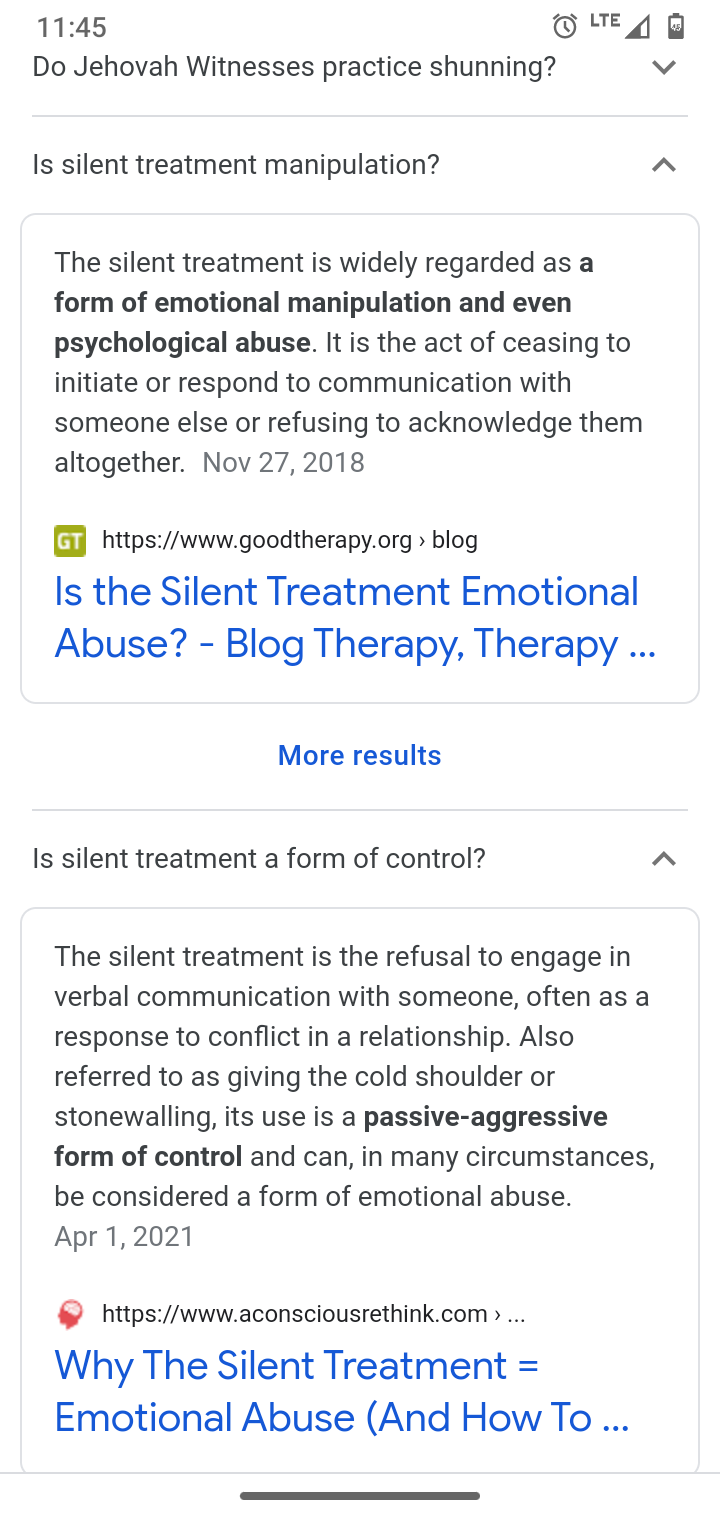 11:45
LTE
45
Do Jehovah Witnesses practice shunning?
Is silent treatment manipulation?
The silent treatment is widely regarded as a
form of emotional manipulation and even
psychological abuse. It is the act of ceasing to
initiate or respond to communication with
someone else or refusing to acknowledge them
altogether. Nov 27, 2018
GT
https://www.goodtherapy.org › blog
Is the Silent Treatment Emotional
Abuse? - Blog Therapy, Therapy ...
More results
Is silent treatment a form of control?
The silent treatment is the refusal to engage in
verbal communication with someone, often as a
response to conflict in a relationship. Also
referred to as giving the cold shoulder or
stonewalling, its use is a passive-aggressive
form of control and can, in many circumstances,
be considered a form of emotional abuse.
Apr 1, 2021
https://www.aconsciousrethink.com › ...
Why The Silent Treatment =
Emotional Abuse (And How To ...